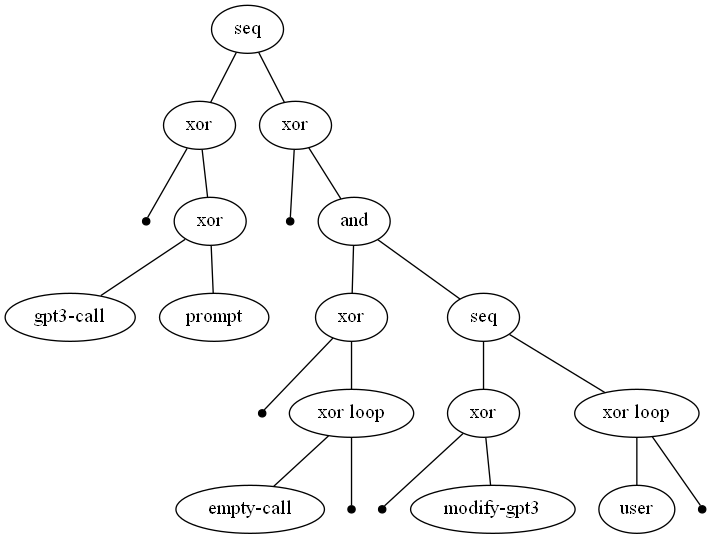 seq
xor xor
xor and
gpt3-call prompt xor seq
xor loop xor xor loop
empty-call modify-gpt3 user